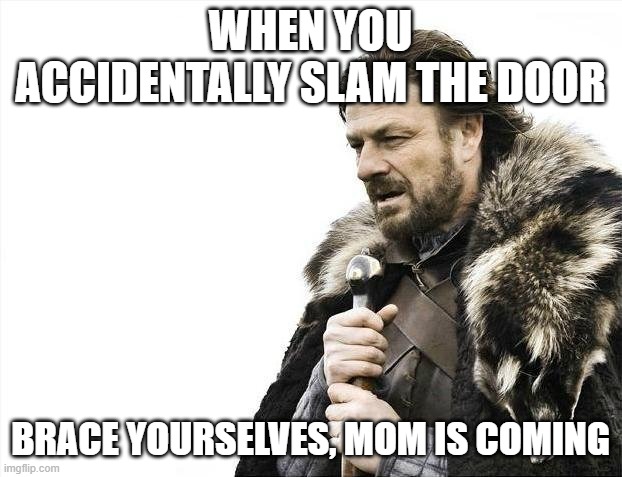 WHEN YOU
ACCIDENTALLY SLAM THE DOOR
BRACE YOURSELVES, MOM IS COMING
imgflip.com